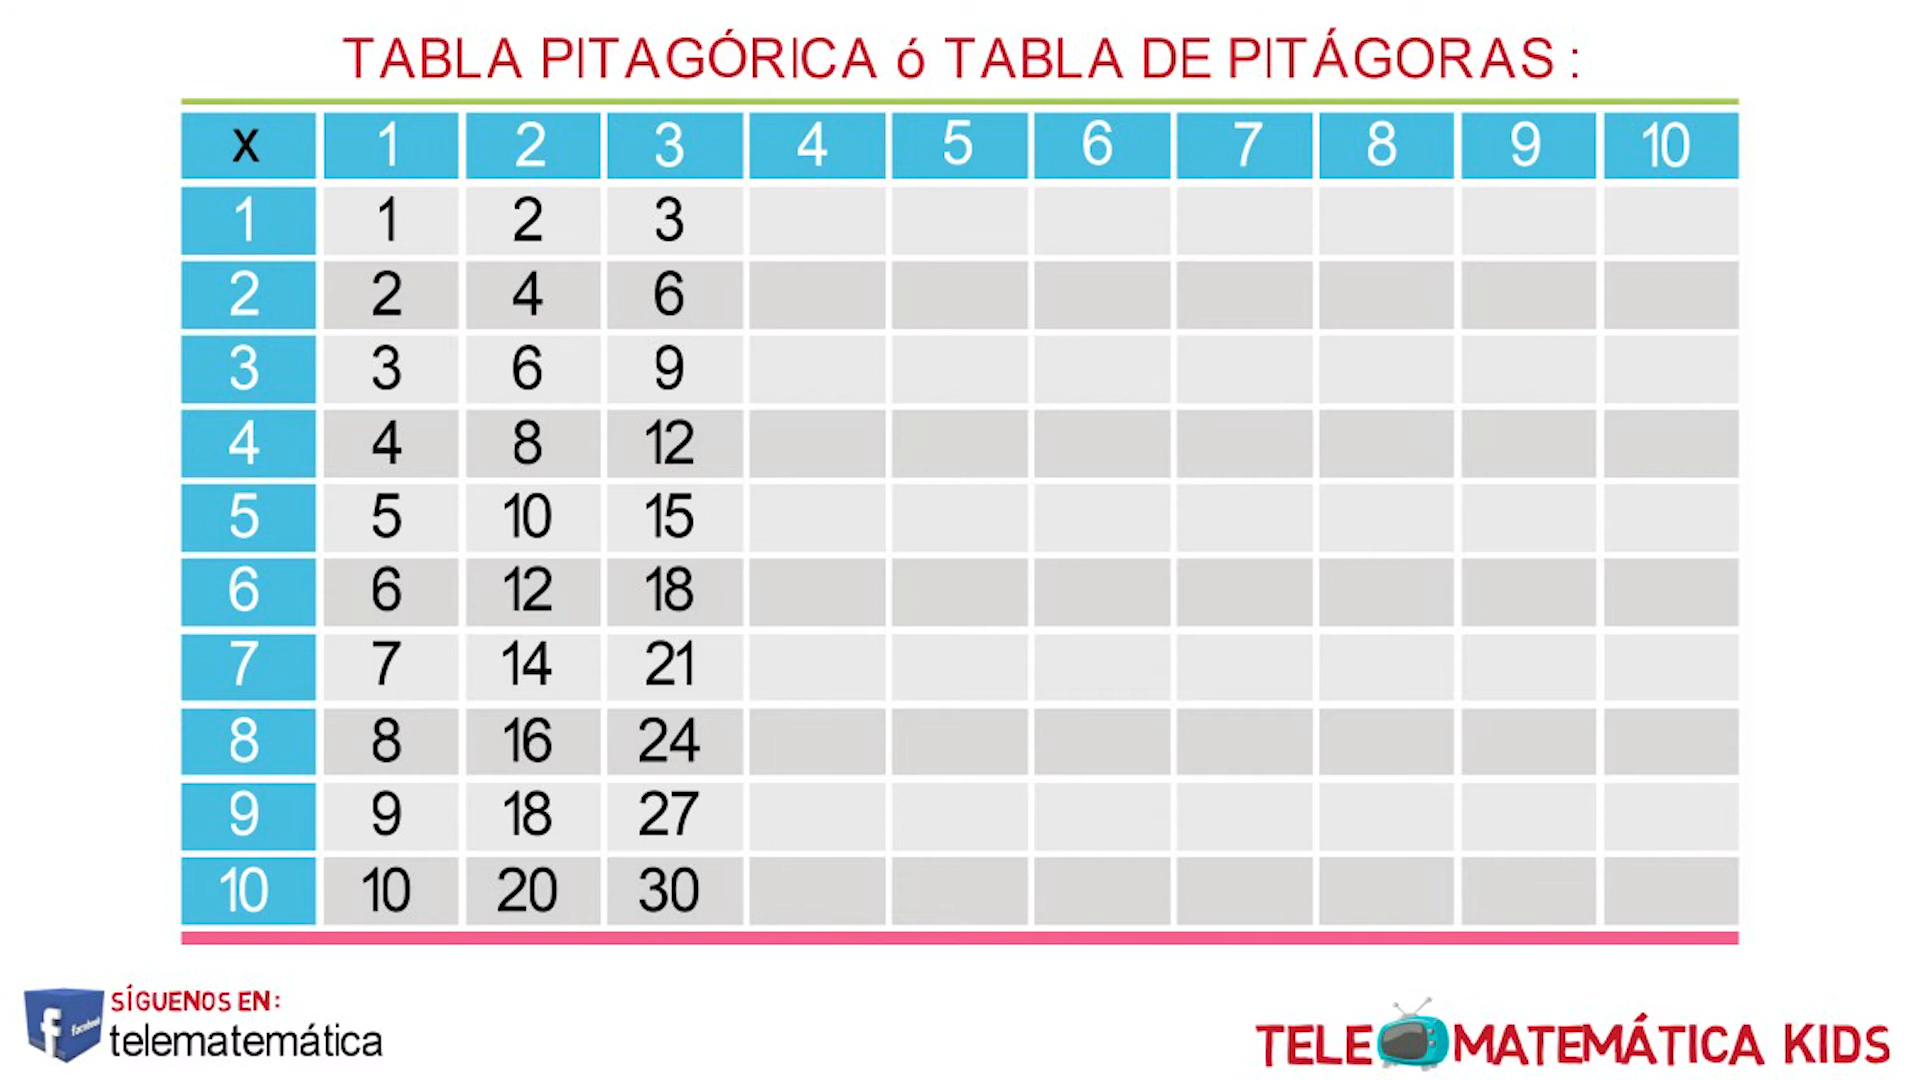 TABLA PITAGÓRICA ó TABLA DE PITÁGORAS :
x 1 2 3 4 5 6 7 8 9 10
1 1 2 3
2 2 4 6
3 3 6 9
4 4 8 12
5 5 10 15
6 6 12 18
7 7 14 21
8 8 16 24
9 9 18 27
10 10 20 30
SÍGUENOS EN:
facebook
telematemática
TELE MATEMÁTICA KIDS